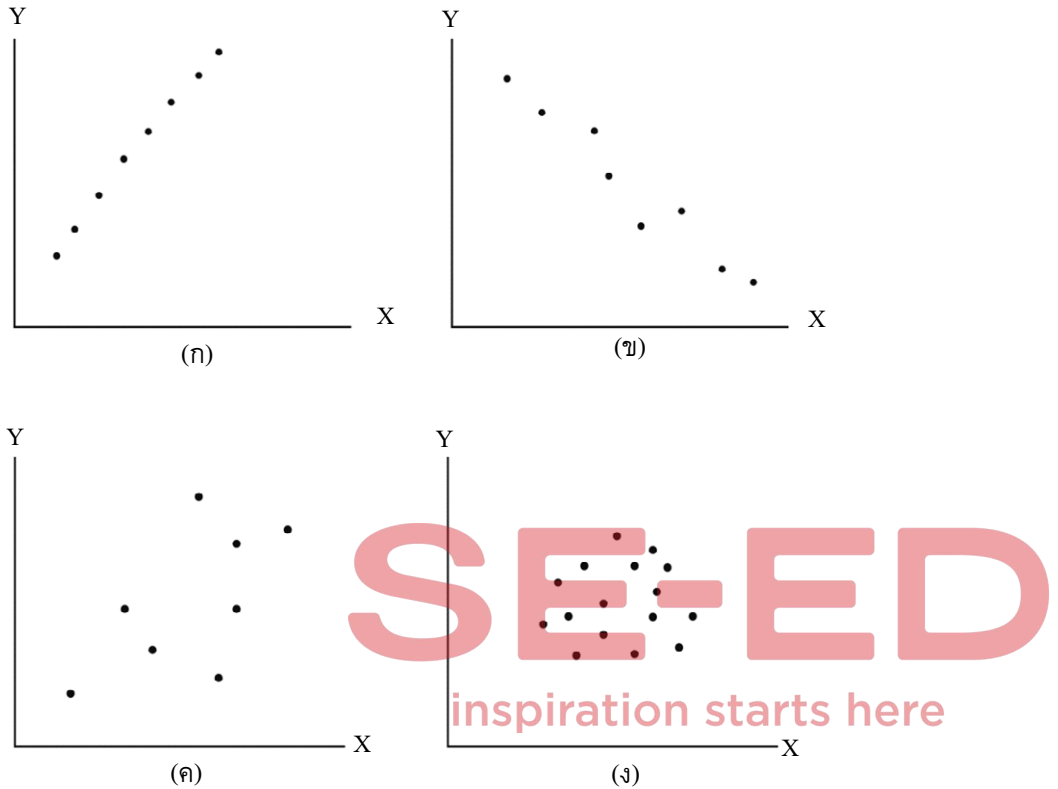 Y
Y
X
X
(ก)
(ข)
Y
Y
SE-ED
inspiration starts here
X
X
(ค)
(ง)